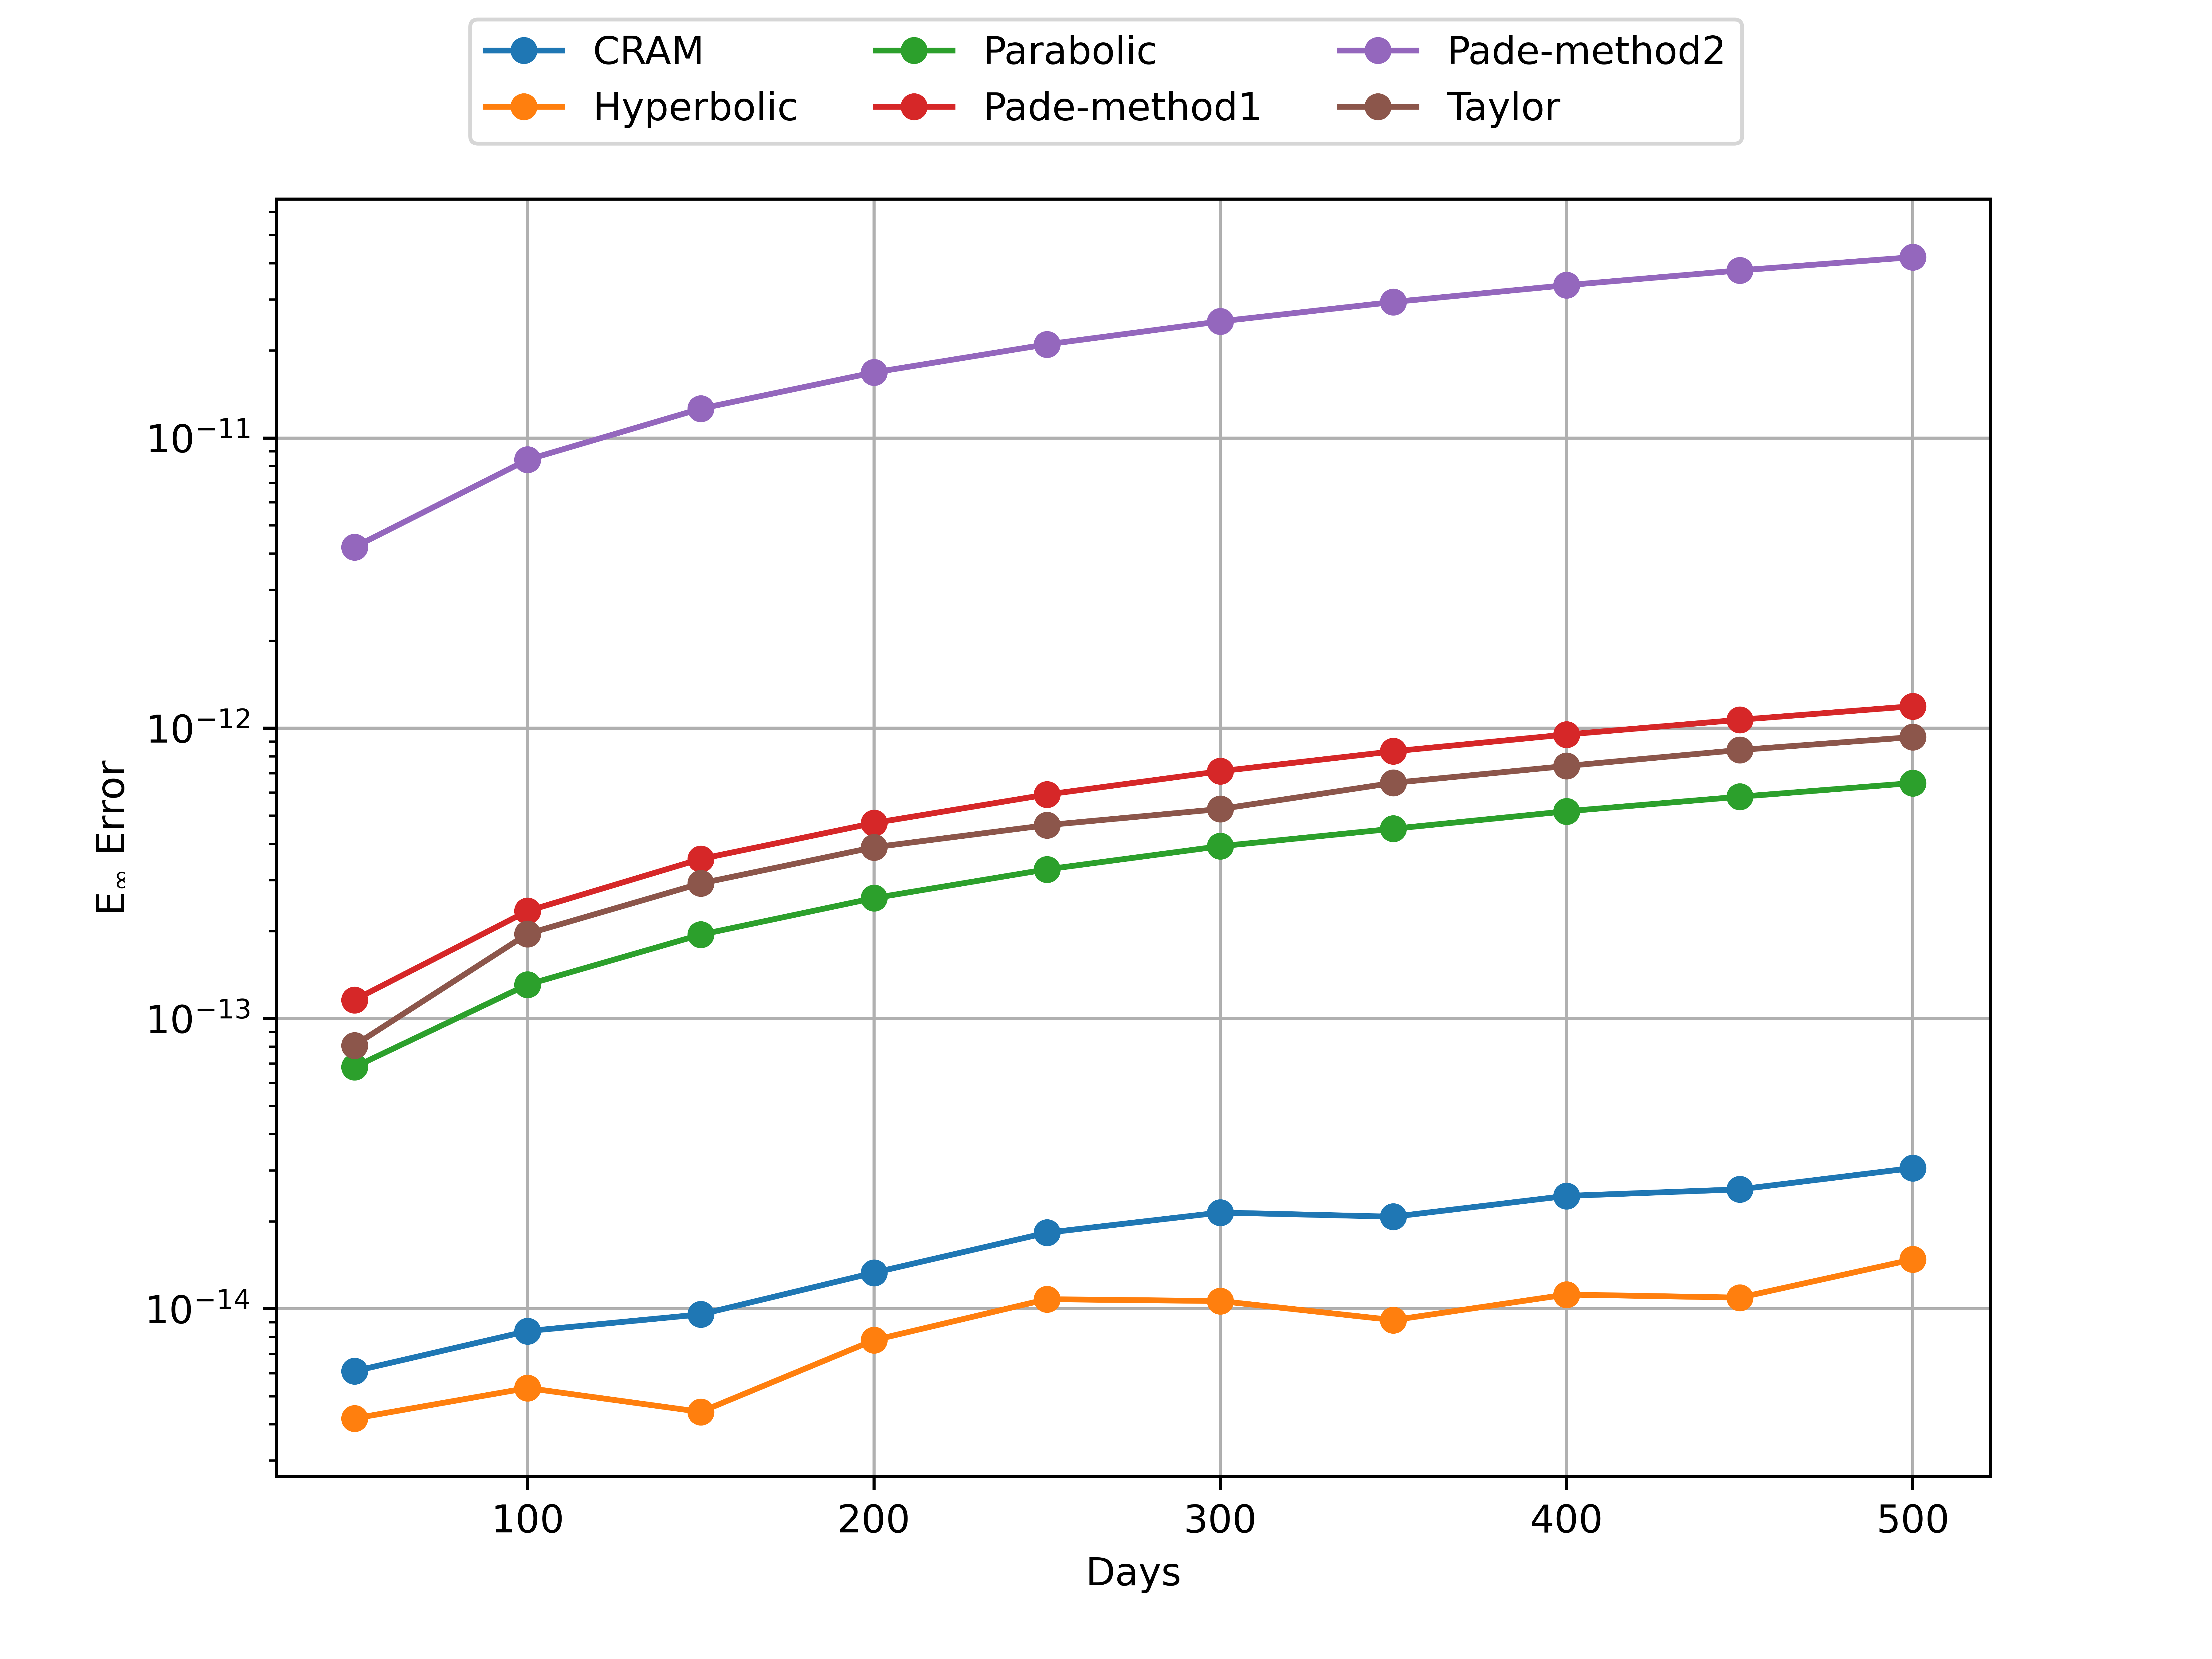 CRAM
Hyperbolic
Parabolic
Pade-method1
Pade-method2
Taylor
10⁻¹¹
10⁻¹²
10⁻¹³
10⁻¹⁴
E∞ Error
100 200 300 400 500
Days